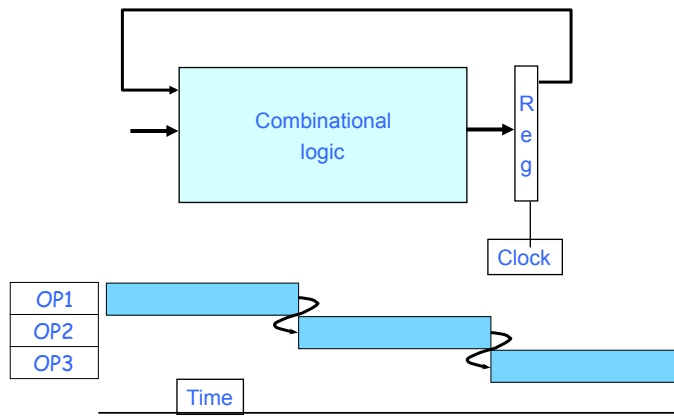 Combinational
logic
R
e
g
Clock
OP1
OP2
OP3
Time